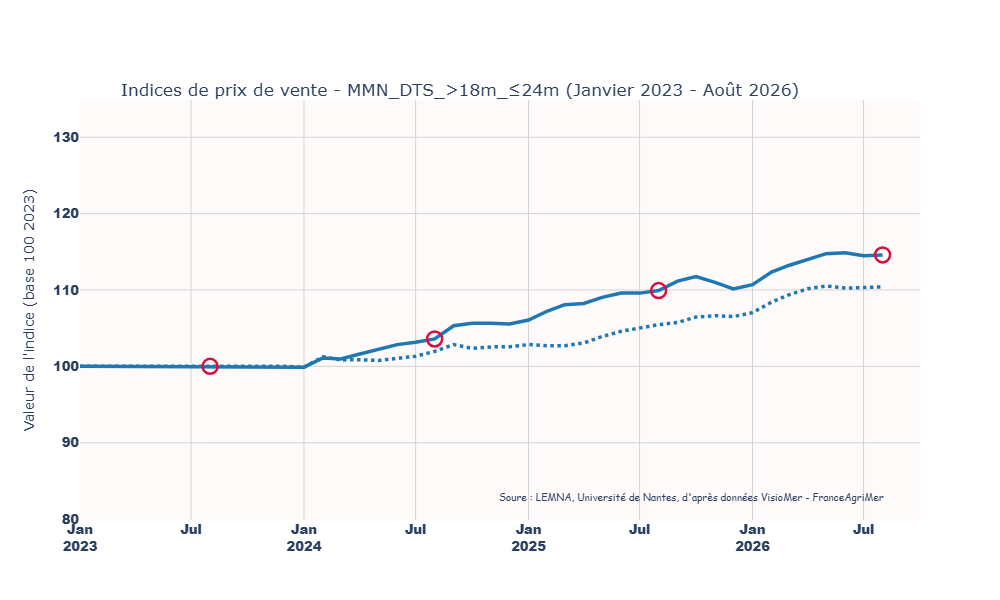 Indices de prix de vente - MMN_DTS_>18m_≤24m (Janvier 2023 - Août 2026)
Valeur de l'indice (base 100 2023)
130
120
110
100
90
80
Soure : LEMNA, Université de Nantes, d'après données VisioMer - FranceAgriMer
Jan Jul Jan Jul Jan Jul Jan Jul
2023 2024 2025 2026